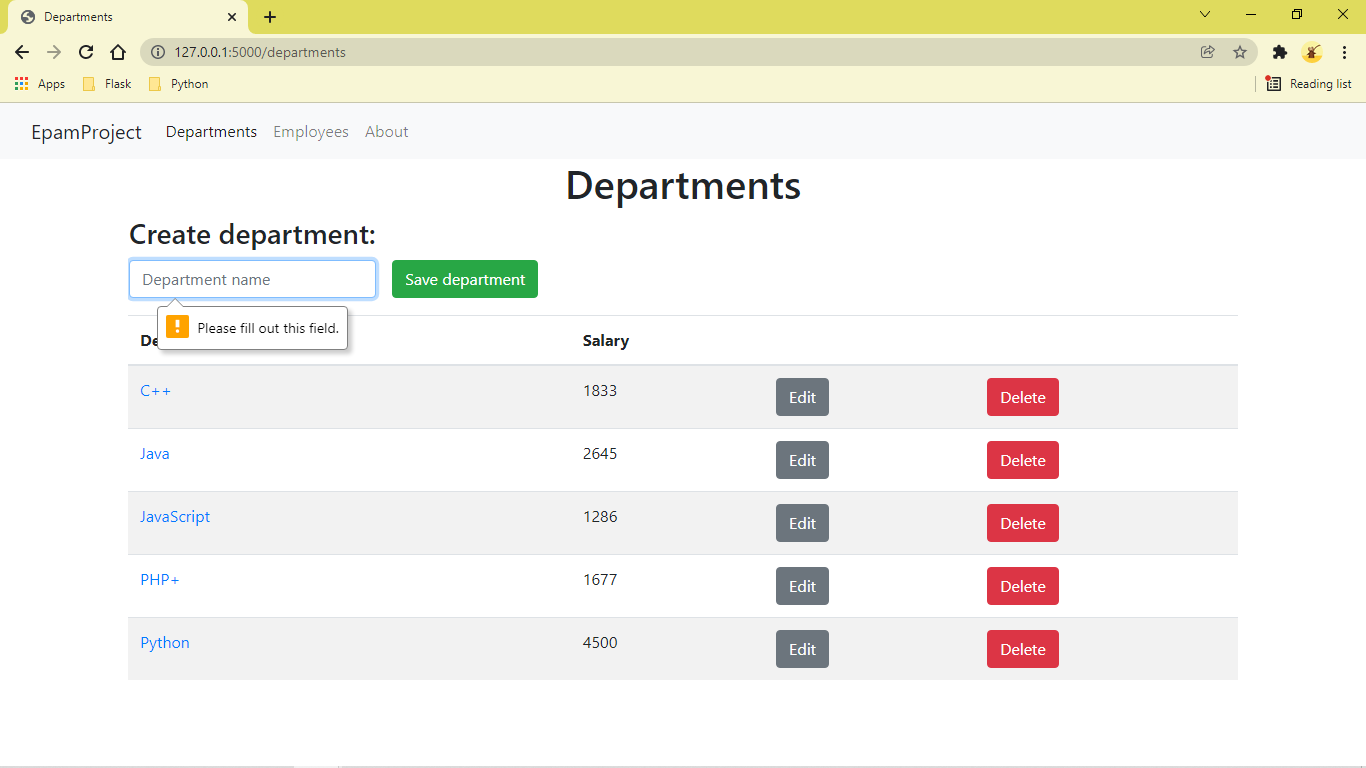 Departments
127.0.0.1:5000/departments
Apps Flask Python Reading list
EpamProject Departments Employees About
Departments
Create department:
Department name Save department
Please fill out this field.
Salary
C++ 1833 Edit Delete
Java 2645 Edit Delete
JavaScript 1286 Edit Delete
PHP+ 1677 Edit Delete
Python 4500 Edit Delete